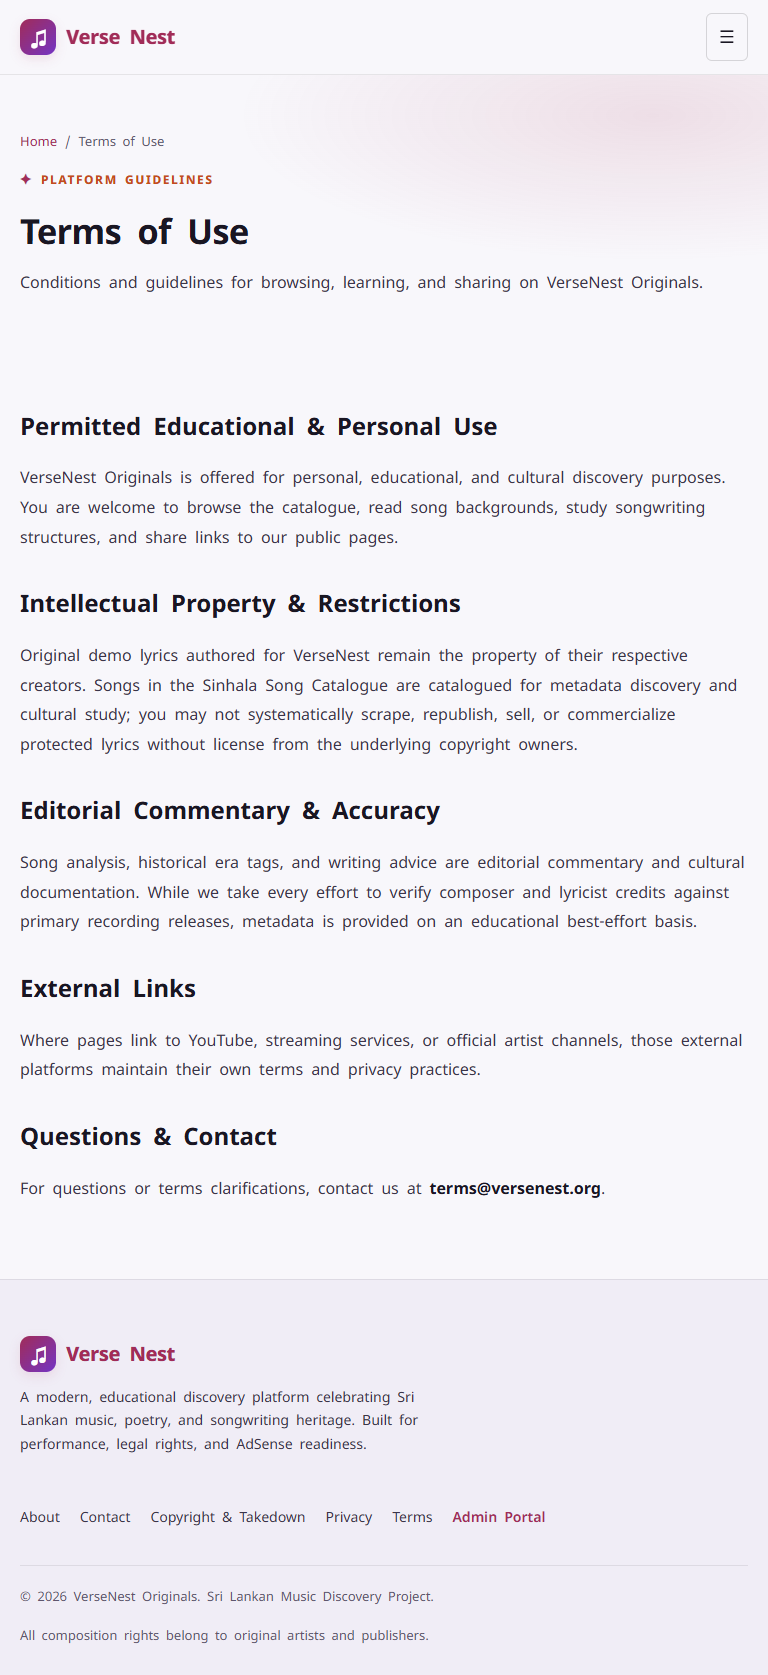 Verse Nest
☰
Home / Terms of Use
✦ PLATFORM GUIDELINES
Terms of Use
Conditions and guidelines for browsing, learning, and sharing on VerseNest Originals.
Permitted Educational & Personal Use
VerseNest Originals is offered for personal, educational, and cultural discovery purposes.
You are welcome to browse the catalogue, read song backgrounds, study songwriting
structures, and share links to our public pages.
Intellectual Property & Restrictions
Original demo lyrics authored for VerseNest remain the property of their respective
creators. Songs in the Sinhala Song Catalogue are catalogued for metadata discovery and
cultural study; you may not systematically scrape, republish, sell, or commercialize
protected lyrics without license from the underlying copyright owners.
Editorial Commentary & Accuracy
Song analysis, historical era tags, and writing advice are editorial commentary and cultural
documentation. While we take every effort to verify composer and lyricist credits against
primary recording releases, metadata is provided on an educational best-effort basis.
External Links
Where pages link to YouTube, streaming services, or official artist channels, those external
platforms maintain their own terms and privacy practices.
Questions & Contact
For questions or terms clarifications, contact us at terms@versenest.org.
Verse Nest
A modern, educational discovery platform celebrating Sri
Lankan music, poetry, and songwriting heritage. Built for
performance, legal rights, and AdSense readiness.
About Contact Copyright & Takedown Privacy Terms Admin Portal
© 2026 VerseNest Originals. Sri Lankan Music Discovery Project.
All composition rights belong to original artists and publishers.